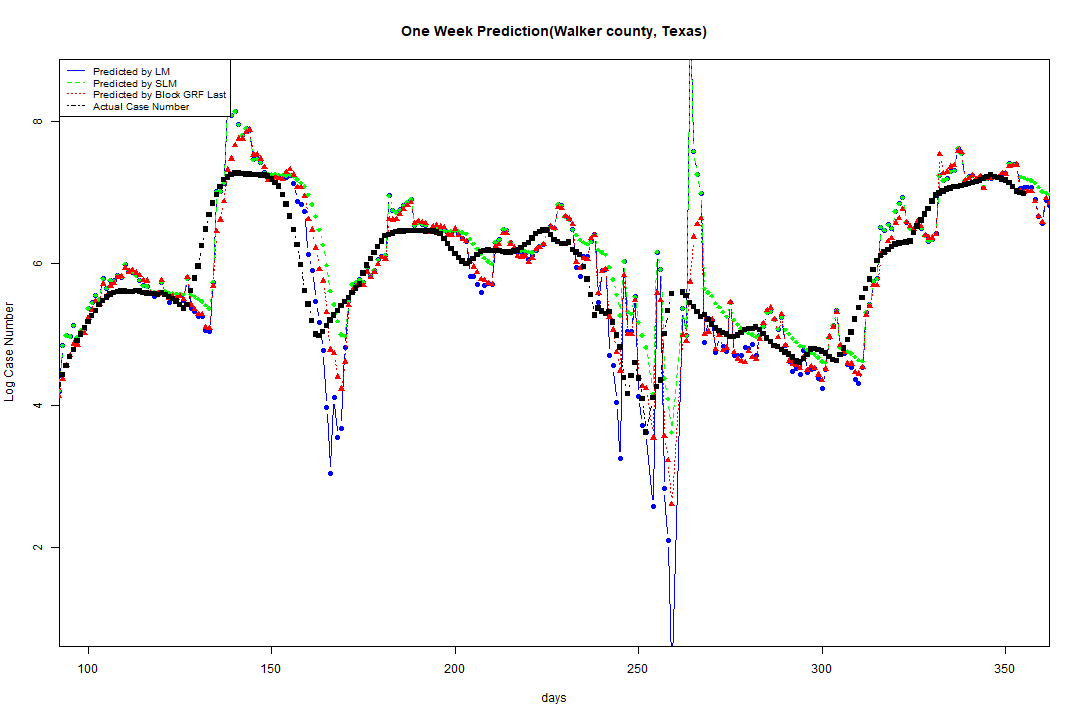 One Week Prediction(Walker county, Texas)
Predicted by LM
Predicted by SLM
Predicted by Block GRF Last
Actual Case Number
8
6
4
2
Log Case Number
100 150 200 250 300 350
days